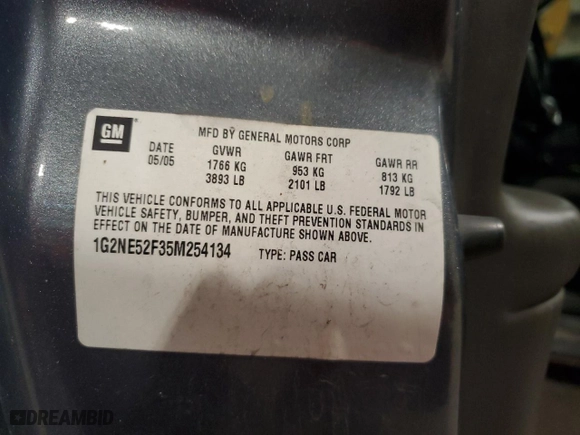 GM
MFD BY GENERAL MOTORS CORP
DATE GVWR GAWR FRT GAWR RR
05/05 1766 KG 953 KG 813 KG
3893 LB 2101 LB 1792 LB
THIS VEHICLE CONFORMS TO ALL APPLICABLE U.S. FEDERAL MOTOR
VEHICLE SAFETY, BUMPER, AND THEFT PREVENTION STANDARDS IN
EFFECT ON THE DATE OF MANUFACTURE SHOWN ABOVE.
1G2NE52F35M254134 TYPE: PASS CAR
DREAMBID